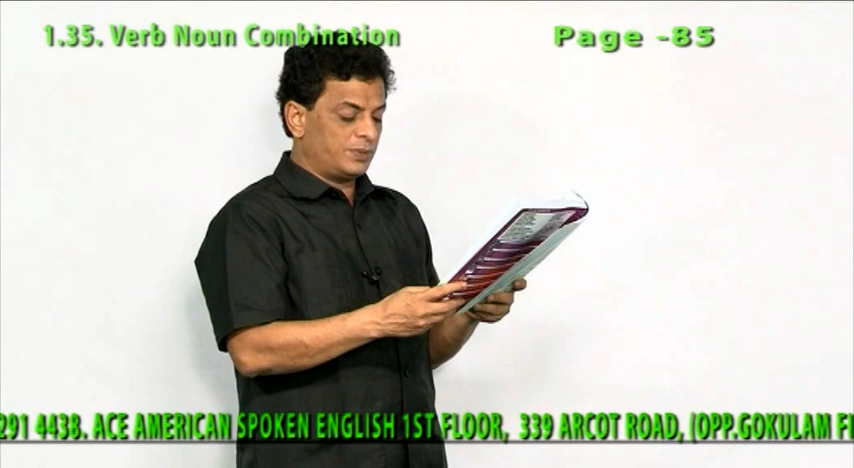 1.35. Verb Noun Combination
Page -85
291 4438. ACE AMERICAN SPOKEN ENGLISH 1ST FLOOR, 339 ARCOT ROAD, (OPP.GOKULAM